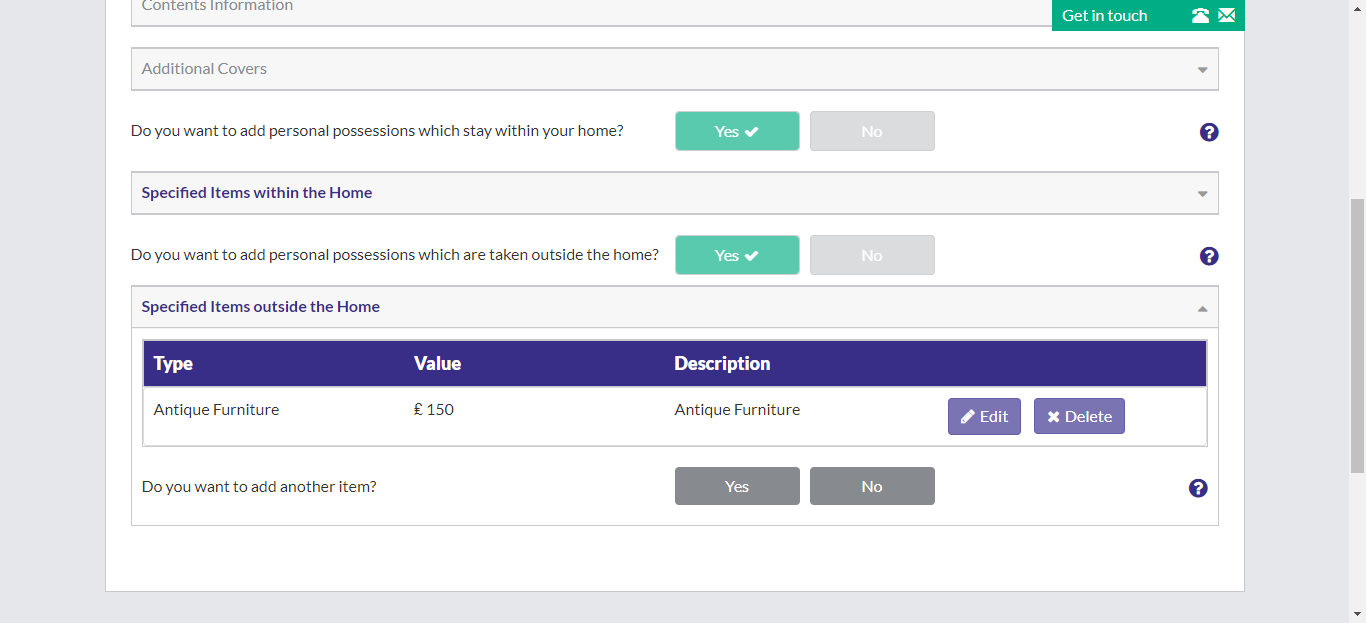 Contents Information
Get in touch
Additional Covers
Do you want to add personal possessions which stay within your home? Yes No ?
Specified Items within the Home
Do you want to add personal possessions which are taken outside the home? Yes No ?
Specified Items outside the Home
Type Value Description
Antique Furniture £ 150 Antique Furniture Edit Delete
Do you want to add another item? Yes No ?